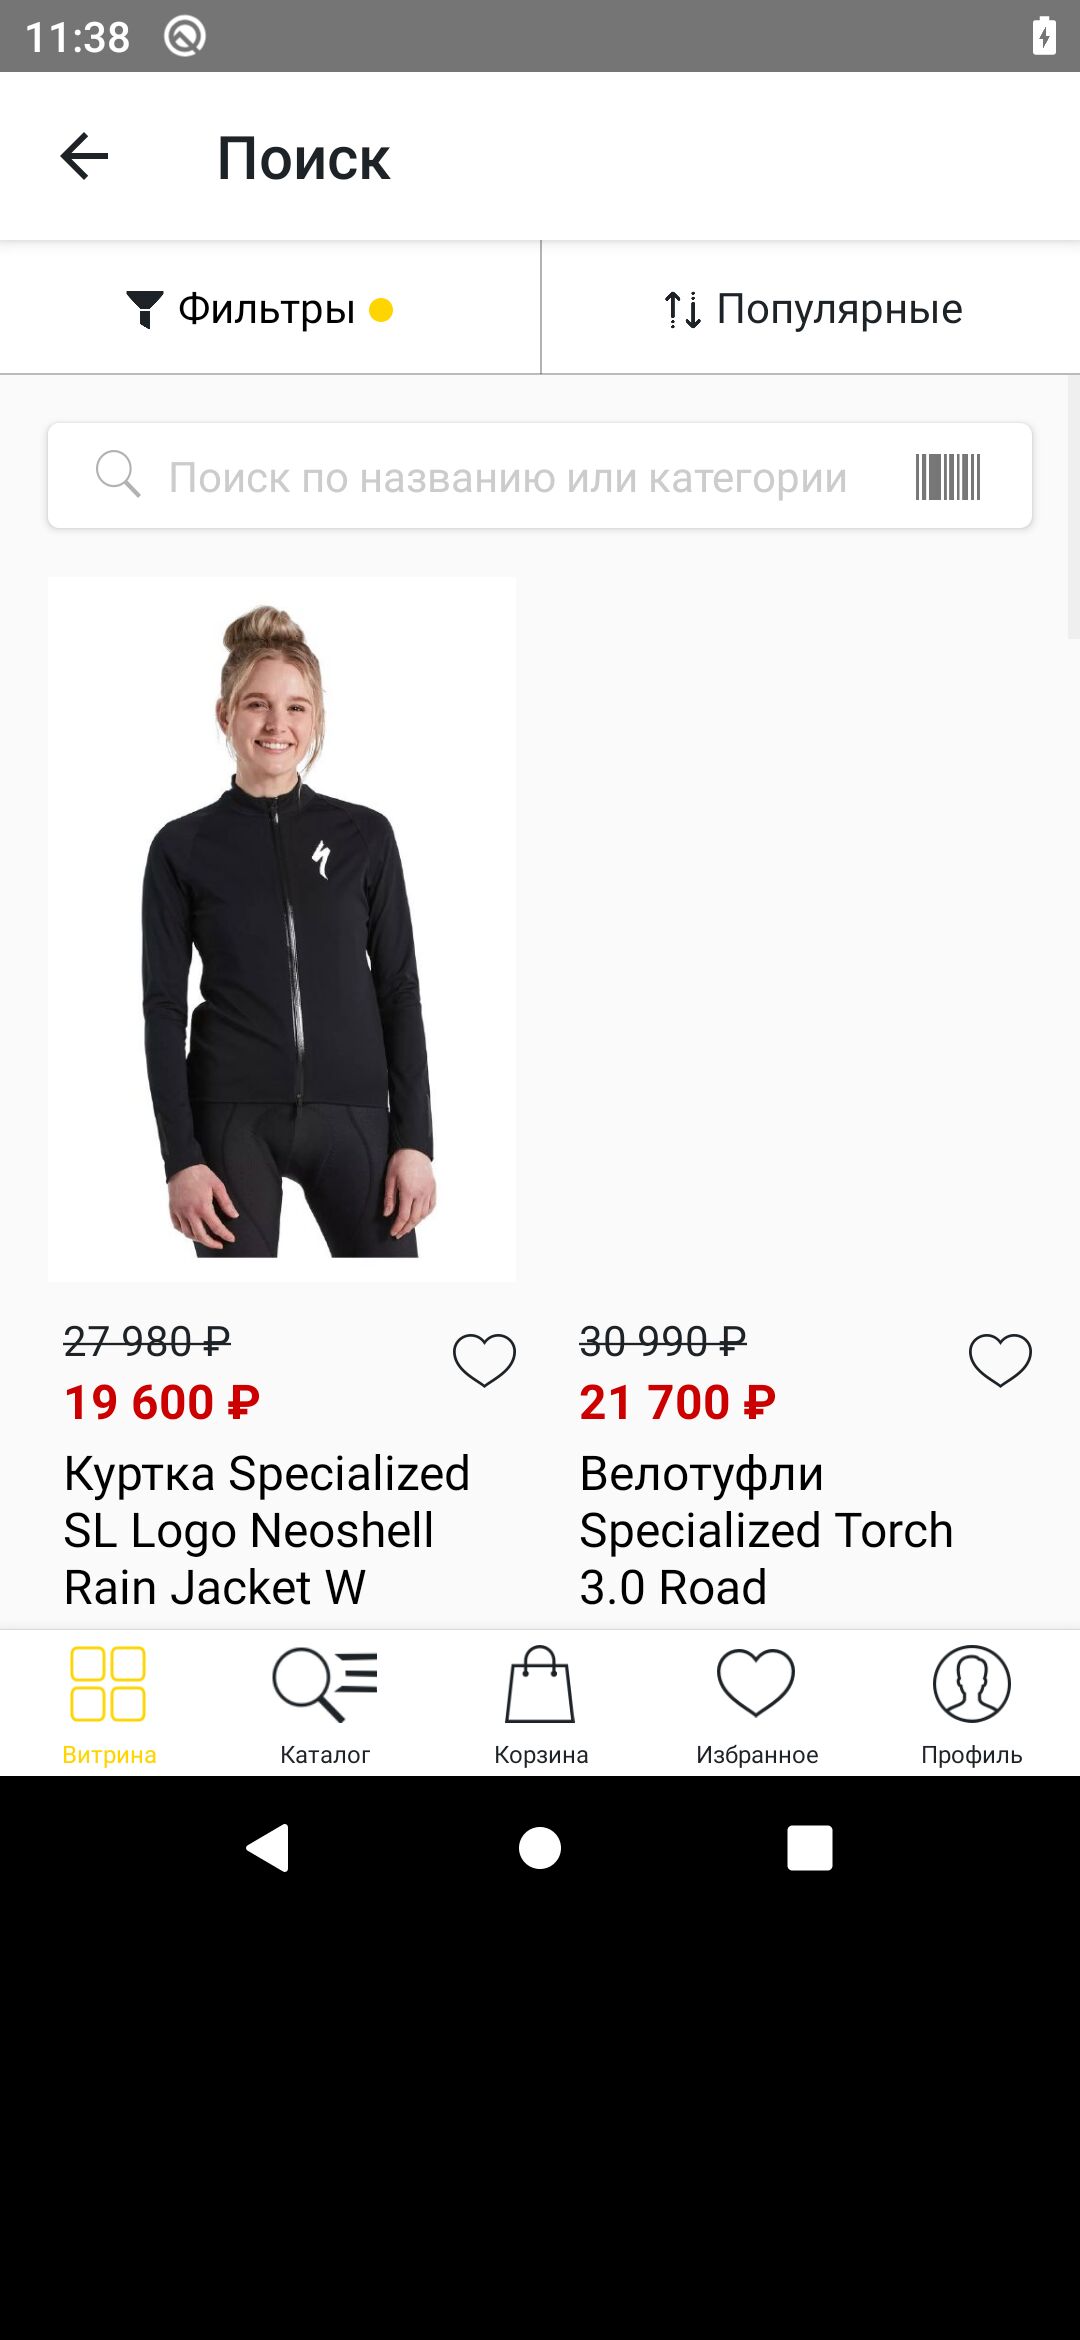 11:38
Поиск
Фильтры
Популярные
Поиск по названию или категории
27 980 ₽
19 600 ₽
Куртка Specialized
SL Logo Neoshell
Rain Jacket W
30 990 ₽
21 700 ₽
Велотуфли
Specialized Torch
3.0 Road
Витрина
Каталог
Корзина
Избранное
Профиль